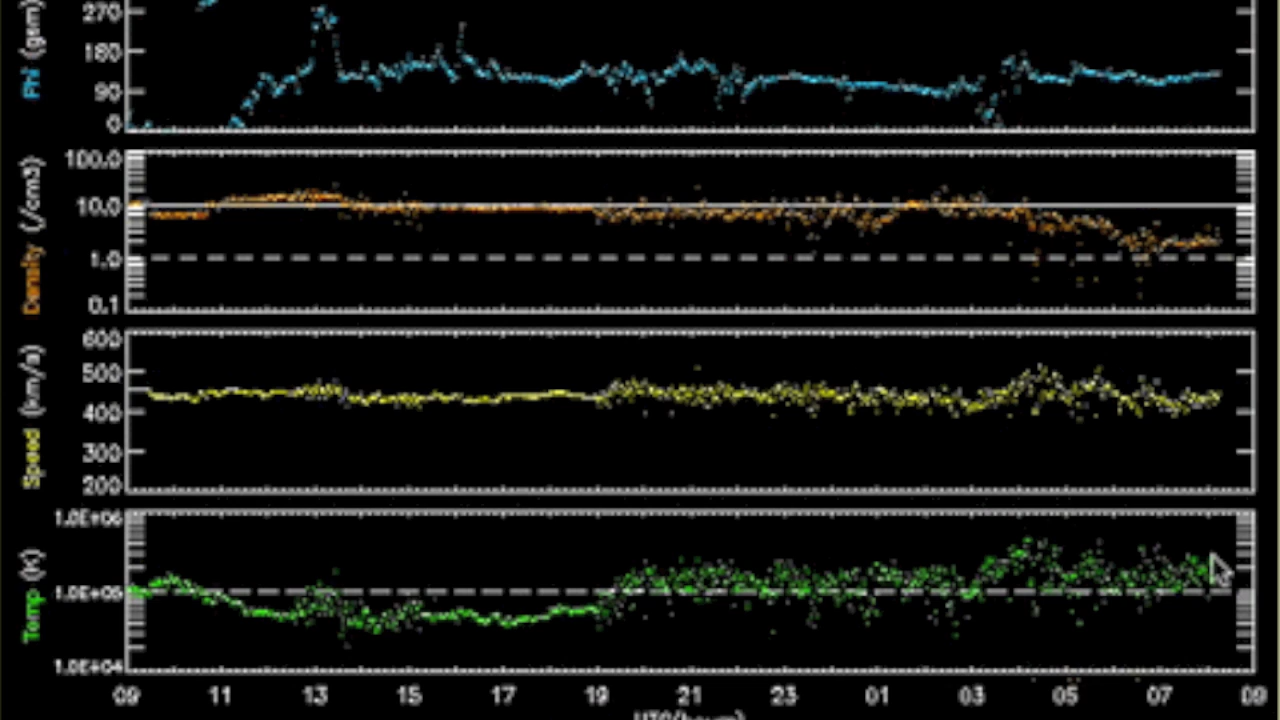 Phi (gsm)
270
180
90
0
Density (/cm3)
100.0
10.0
1.0
0.1
Speed (km/s)
600
500
400
300
200
Temp (K)
1.0E+06
1.0E+05
1.0E+04
09 11 13 15 17 19 21 23 01 03 05 07 09
UTC(hours)